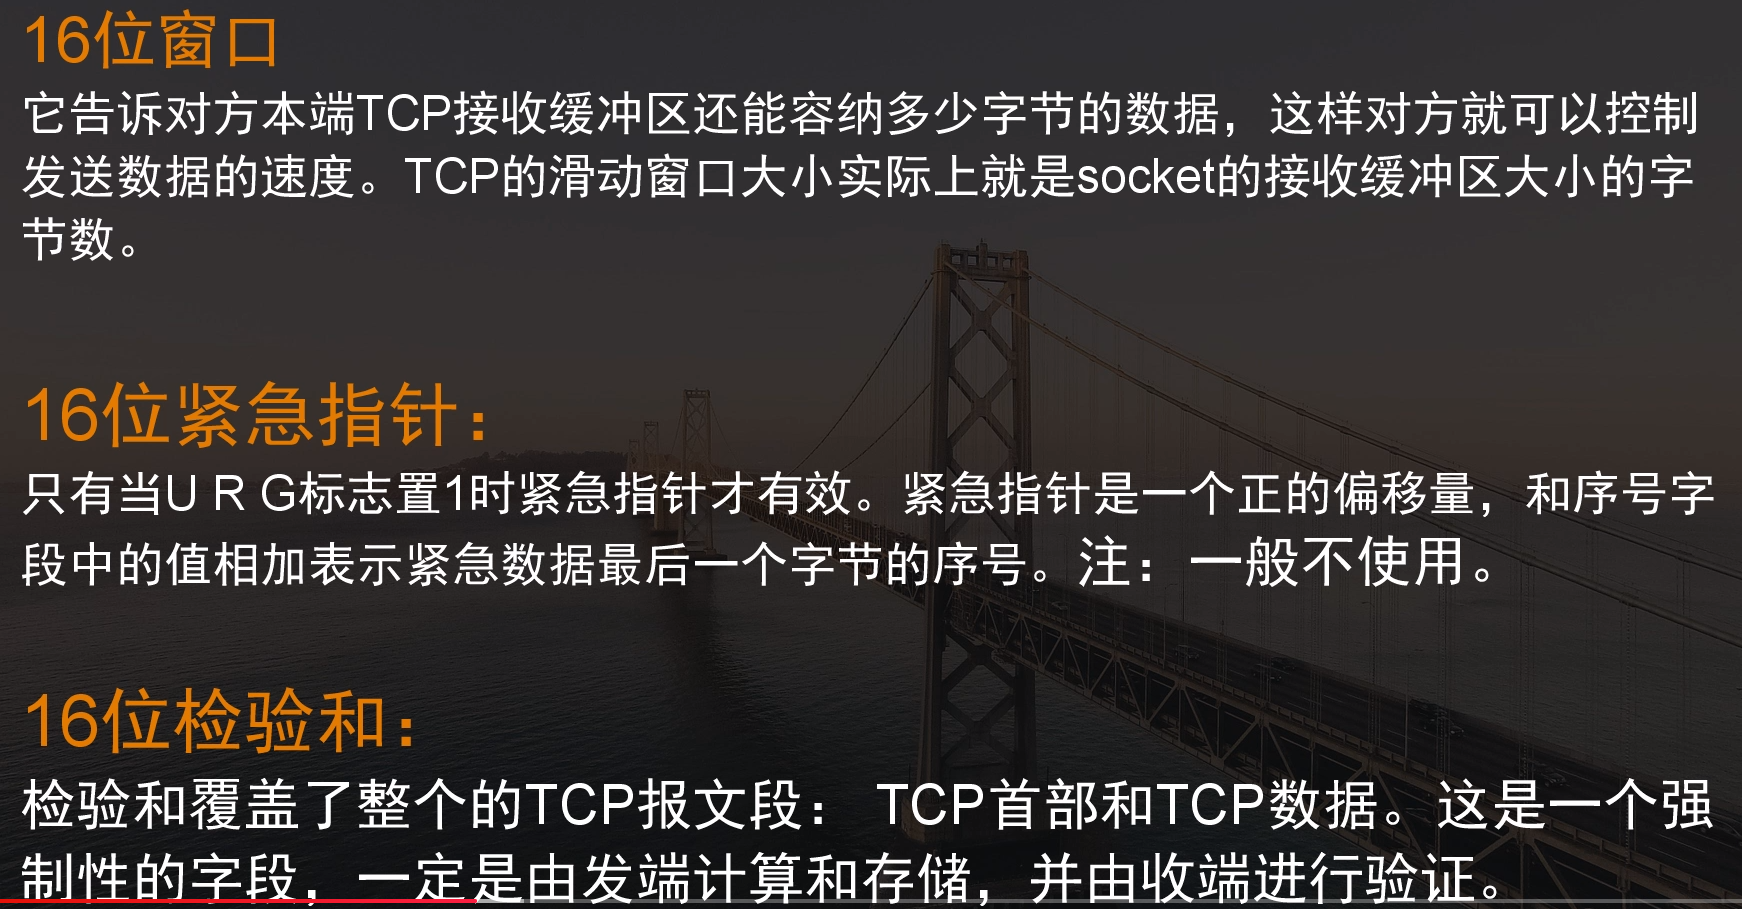 16位窗口
它告诉对方本端TCP接收缓冲区还能容纳多少字节的数据，这样对方就可以控制
发送数据的速度。TCP的滑动窗口大小实际上就是socket的接收缓冲区大小的字
节数。
16位紧急指针：
只有当U R G标志置1时紧急指针才有效。紧急指针是一个正的偏移量，和序号字
段中的值相加表示紧急数据最后一个字节的序号。注：一般不使用。
16位检验和：
检验和覆盖了整个的TCP报文段： TCP首部和TCP数据。这是一个强
制性的字段，一定是由发端计算和存储，并由收端进行验证。